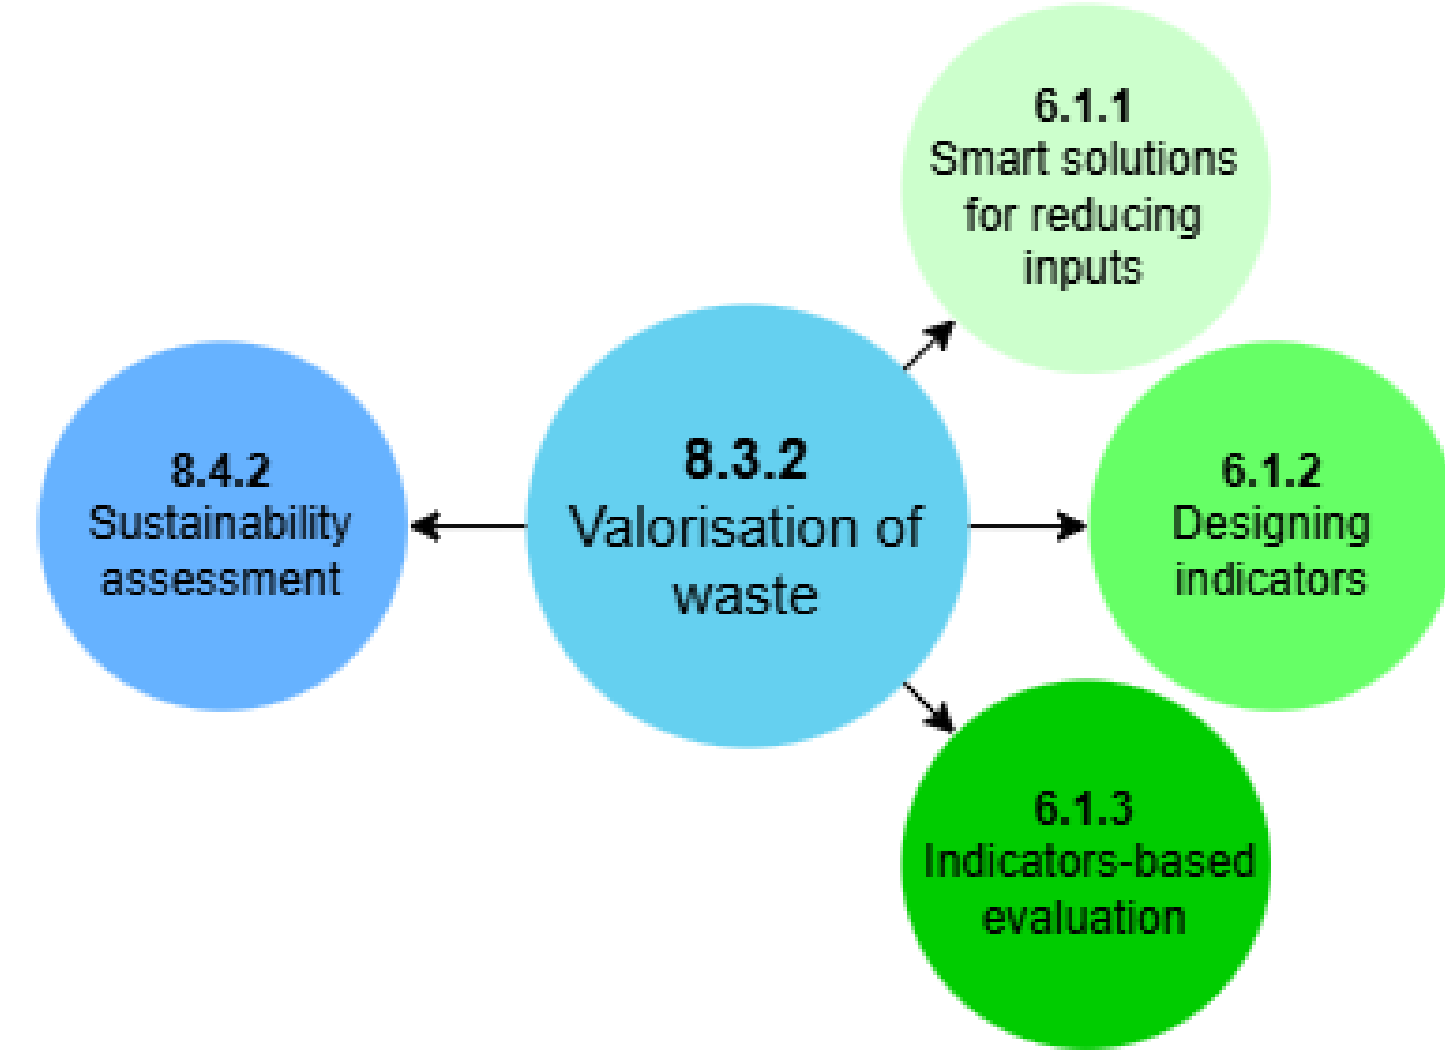 6.1.1
Smart solutions
for reducing
inputs
8.4.2
Sustainability
assessment
8.3.2
Valorisation of
waste
6.1.2
Designing
indicators
6.1.3
Indicators-based
evaluation